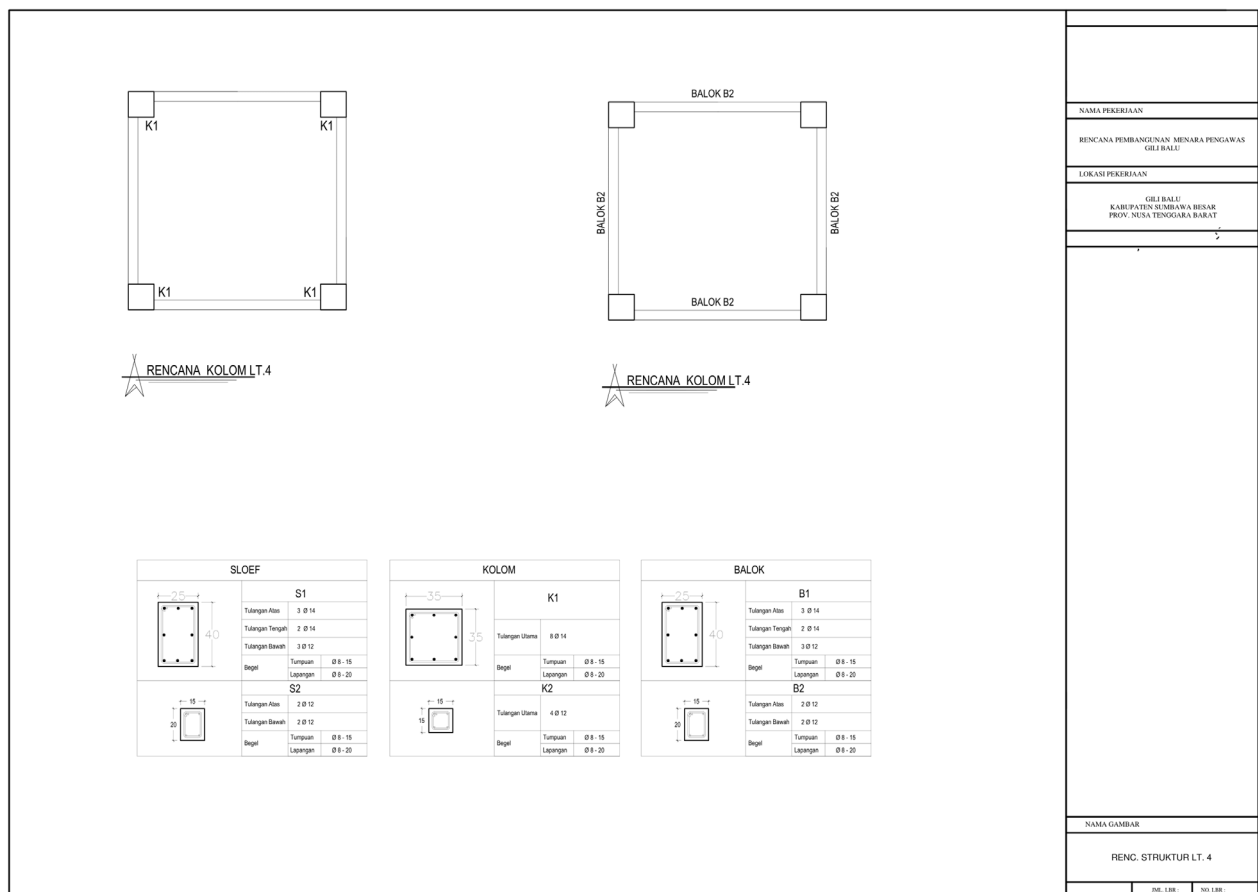 K1
K1
K1
K1
RENCANA KOLOM LT.4
BALOK B2
BALOK B2
BALOK B2
BALOK B2
RENCANA KOLOM LT.4
SLOEF
25
40
S1
Tulangan Atas 3 Ø 14
Tulangan Tengah 2 Ø 14
Tulangan Bawah 3 Ø 12
Begel Tumpuan Ø 8 - 15
Lapangan Ø 8 - 20
15
20
S2
Tulangan Atas 2 Ø 12
Tulangan Bawah 2 Ø 12
Begel Tumpuan Ø 8 - 15
Lapangan Ø 8 - 20
KOLOM
35
35
K1
Tulangan Utama 8 Ø 14
Begel Tumpuan Ø 8 - 15
Lapangan Ø 8 - 20
15
15
K2
Tulangan Utama 4 Ø 12
Begel Tumpuan Ø 8 - 15
Lapangan Ø 8 - 20
BALOK
25
40
B1
Tulangan Atas 3 Ø 14
Tulangan Tengah 2 Ø 14
Tulangan Bawah 3 Ø 12
Begel Tumpuan Ø 8 - 15
Lapangan Ø 8 - 20
15
20
B2
Tulangan Atas 2 Ø 12
Tulangan Bawah 2 Ø 12
Begel Tumpuan Ø 8 - 15
Lapangan Ø 8 - 20
NAMA PEKERJAAN
RENCANA PEMBANGUNAN MENARA PENGAWAS
GILI BALU
LOKASI PEKERJAAN
GILI BALU
KABUPATEN SUMBAWA BESAR
PROV. NUSA TENGGARA BARAT
NAMA GAMBAR
RENC. STRUKTUR LT. 4
JML. LBR : NO. LBR :